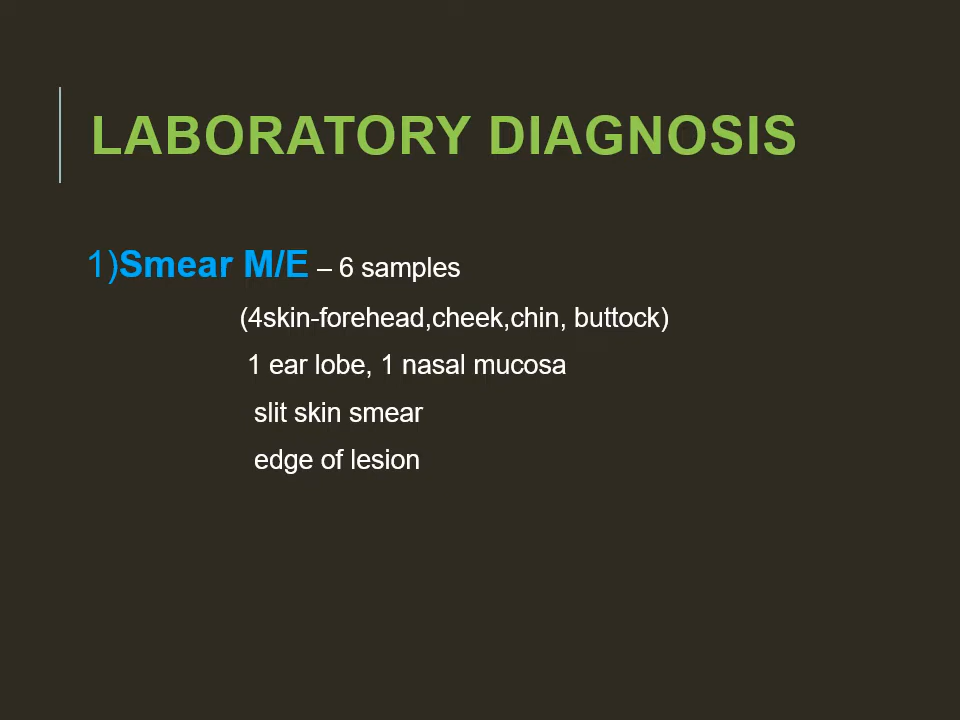 LABORATORY DIAGNOSIS
1)Smear M/E – 6 samples
(4skin-forehead,cheek,chin, buttock)
1 ear lobe, 1 nasal mucosa
slit skin smear
edge of lesion